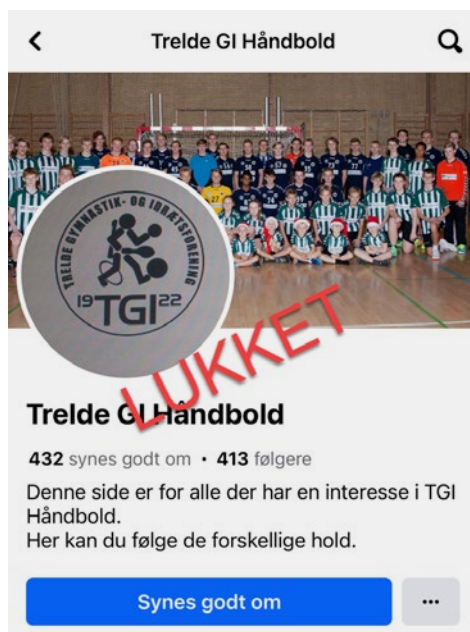 Trelde GI Håndbold
TRELDE GYMNASTIK- OG IDRÆTSFORENING
19 TGI 22
LUKKET
Trelde GI Håndbold
432 synes godt om • 413 følgere
Denne side er for alle der har en interesse i TGI
Håndbold.
Her kan du følge de forskellige hold.
Synes godt om